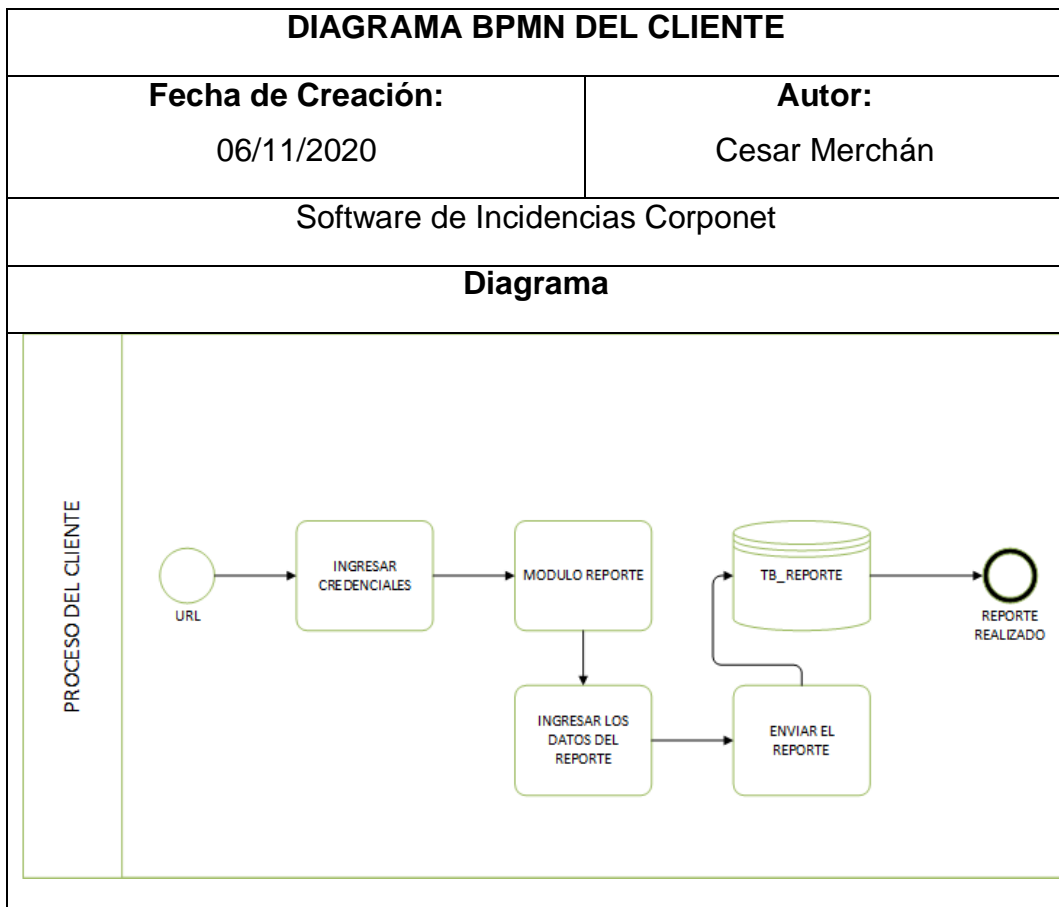 DIAGRAMA BPMN DEL CLIENTE
Fecha de Creación:
06/11/2020
Autor:
Cesar Merchán
Software de Incidencias Corponet
Diagrama
PROCESO DEL CLIENTE
URL
INGRESAR
CREDENCIALES
MODULO REPORTE
INGRESAR LOS
DATOS DEL
REPORTE
ENVIAR EL
REPORTE
TB_REPORTE
REPORTE
REALIZADO